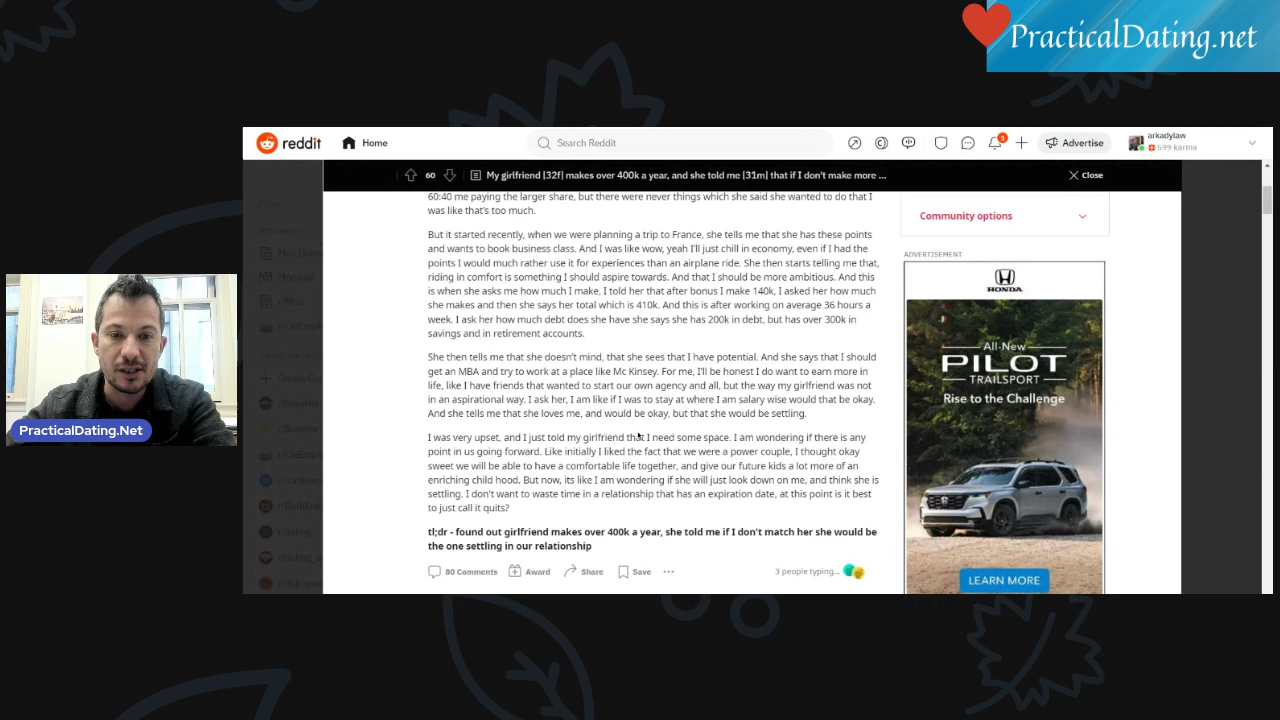 PracticalDating.net
reddit
Home
Search Reddit
1
Advertise
arkadylaw
599 karma
60
My girlfriend [32f] makes over 400k a year, and she told me [31m] that if I don't make more ...
Close
60:40 me paying the larger share, but there were never things which she said she wanted to do that I
was like that's too much.
But it started recently, when we were planning a trip to France, she tells me that she has these points
and wants to book business class. And I was like wow, yeah I'll just chill in economy, even if I had the
points I would much rather use it for experiences than an airplane ride. She then starts telling me that,
riding in comfort is something I should aspire towards. And that I should be more ambitious. And this
is when she asks me how much I make, I told her that after bonus I make 140k, I asked her how much
she makes and then she says her total which is 410k. And this is after working on average 36 hours a
week. I ask her how much debt does she have she says she has 200k in debt, but has over 300k in
savings and in retirement accounts.
She then tells me that she doesn't mind, that she sees that I have potential. And she says that I should
get an MBA and try to work at a place like Mc Kinsey. For me, I'll be honest I do want to earn more in
life, like I have friends that wanted to start our own agency and all, but the way my girlfriend was not
in an aspirational way. I ask her, I am like if I was to stay at where I am salary wise would that be okay.
And she tells me that she loves me, and would be okay, but that she would be settling.
I was very upset, and I just told my girlfriend that I need some space. I am wondering if there is any
point in us going forward. Like initially I liked the fact that we were a power couple, I thought okay
sweet we will be able to have a comfortable life together, and give our future kids a lot more of an
enriching child hood. But now, its like I am wondering if she will just look down on me, and think she is
settling. I don't want to waste time in a relationship that has an expiration date, at this point is it best
to just call it quits?
tl;dr - found out girlfriend makes over 400k a year, she told me if I don't match her she would be
the one settling in our relationship
80 Comments
Award
Share
Save
3 people typing...
Community options
ADVERTISEMENT
HONDA
All-New
PILOT
TRAILSPORT
Rise to the Challenge
LEARN MORE
PracticalDating.Net